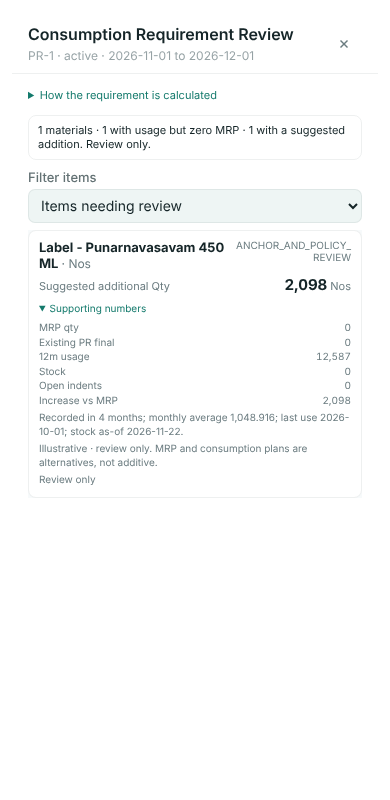 Consumption Requirement Review
PR-1 · active · 2026-11-01 to 2026-12-01
×
▶ How the requirement is calculated
1 materials · 1 with usage but zero MRP · 1 with a suggested
addition. Review only.
Filter items
Items needing review
Label - Punarnavasavam 450
ML · Nos
ANCHOR_AND_POLICY_
REVIEW
Suggested additional Qty 2,098 Nos
▼ Supporting numbers
MRP qty 0
Existing PR final 0
12m usage 12,587
Stock 0
Open indents 0
Increase vs MRP 2,098
Recorded in 4 months; monthly average 1,048.916; last use 2026-
10-01; stock as-of 2026-11-22.
Illustrative · review only. MRP and consumption plans are
alternatives, not additive.
Review only